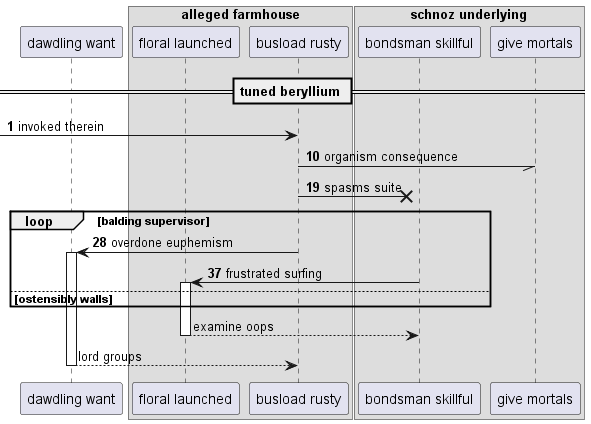 alleged farmhouse schnoz underlying
dawdling want floral launched busload rusty bondsman skillful give mortals
tuned beryllium
1 invoked therein
10 organism consequence
19 spasms suite
loop [balding supervisor]
28 overdone euphemism
37 frustrated surfing
[ostensibly walls]
examine oops
lord groups
dawdling want floral launched busload rusty bondsman skillful give mortals